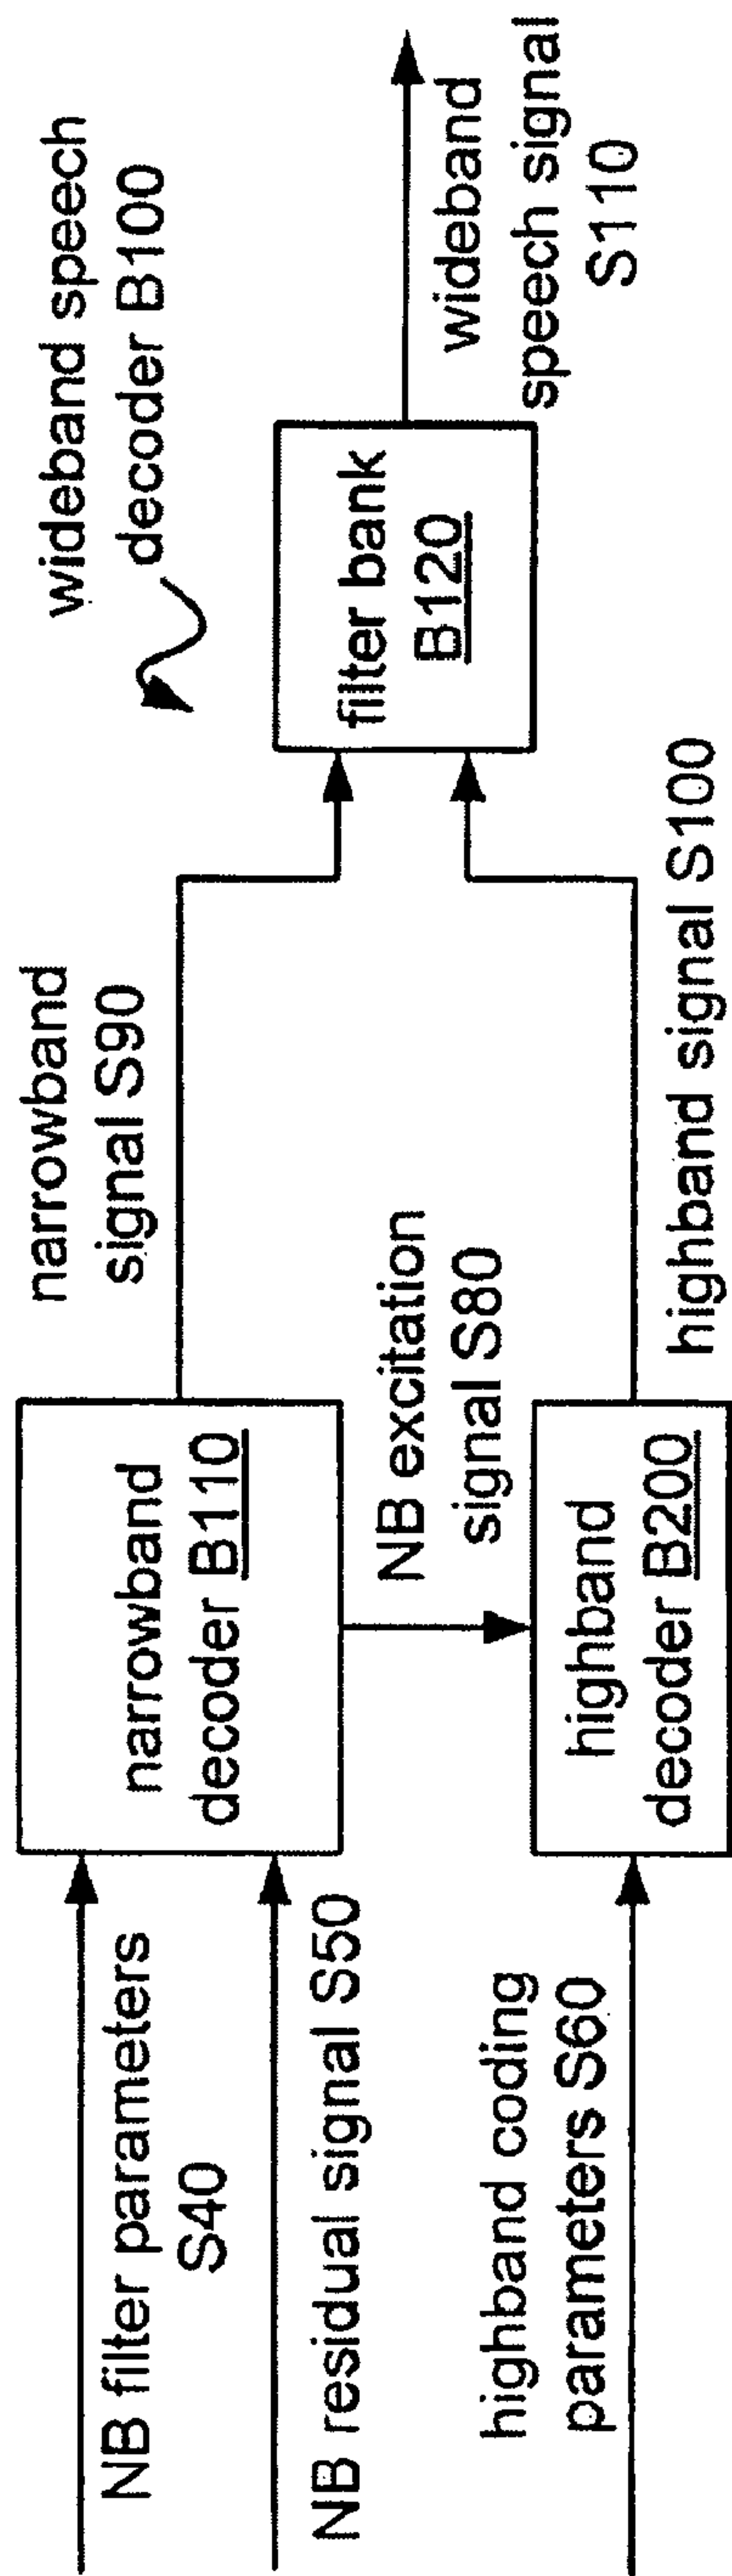 wideband speech
decoder B100
NB filter parameters
S40
NB residual signal S50
highband coding
parameters S60
narrowband
decoder B110
highband
decoder B200
NB excitation
signal S80
narrowband
signal S90
highband signal S100
filter bank
B120
wideband
speech signal
S110